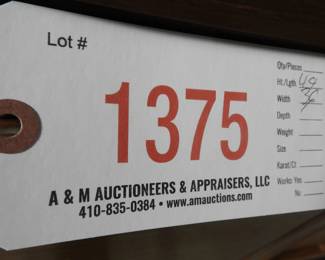 Lot #
1375
A & M AUCTIONEERS & APPRAISERS, LLC
410-835-0384 • www.amauctions.com
Qty/Pieces
Ht./Lgth 49
Width
Depth
Weight
Size
Karat/Ct
Works: Yes
No